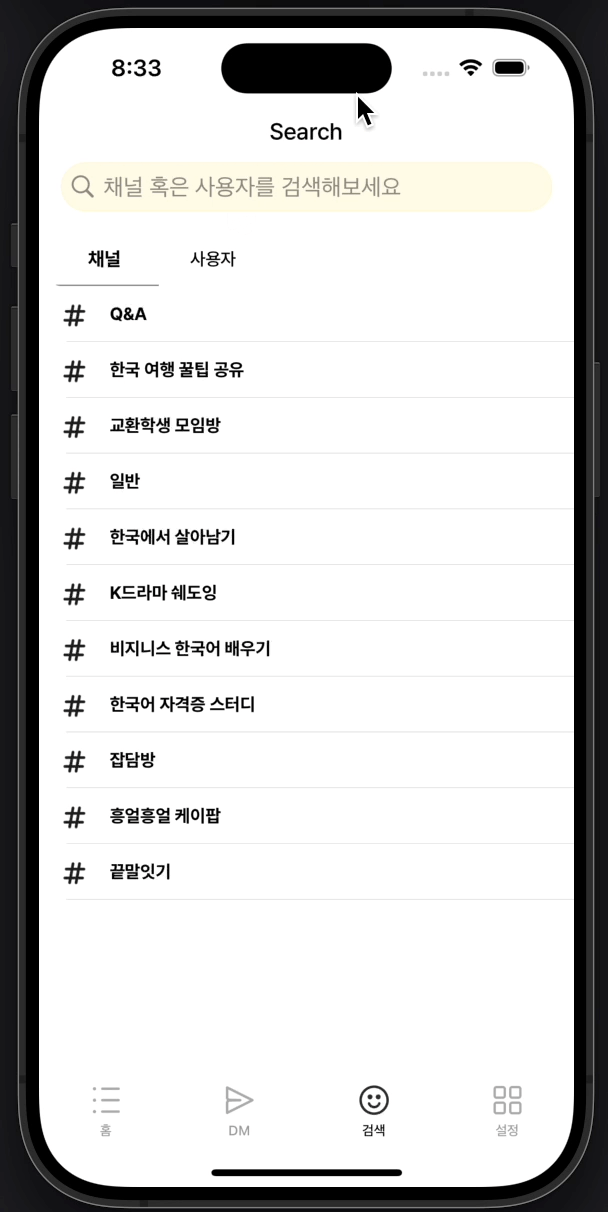 8:33
Search
채널 혹은 사용자를 검색해보세요
채널 사용자
# Q&A
# 한국 여행 꿀팁 공유
# 교환학생 모임방
# 일반
# 한국에서 살아남기
# K드라마 쉐도잉
# 비지니스 한국어 배우기
# 한국어 자격증 스터디
# 잡담방
# 흥얼흥얼 케이팝
# 끝말잇기
홈 DM 검색 설정